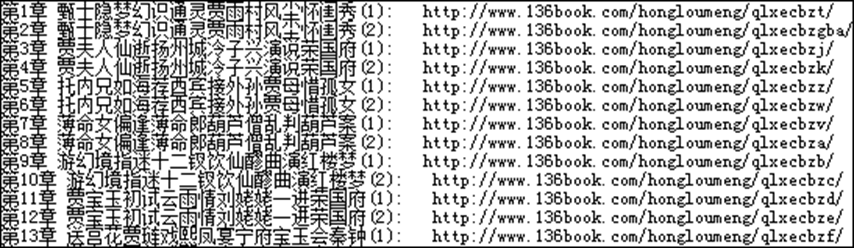 第1章 甄士隐梦幻识通灵贾雨村风尘怀闺秀(1):    http://www.136book.com/hongloumeng/qlxecbzt/
第2章 甄士隐梦幻识通灵贾雨村风尘怀闺秀(2):    http://www.136book.com/hongloumeng/qlxecbzgba/
第3章 贾夫人仙逝扬州城冷子兴演说荣国府(1):    http://www.136book.com/hongloumeng/qlxecbzj/
第4章 贾夫人仙逝扬州城冷子兴演说荣国府(2):    http://www.136book.com/hongloumeng/qlxecbzk/
第5章 托内兄如海荐西宾接外孙贾母惜孤女(1):    http://www.136book.com/hongloumeng/qlxecbzz/
第6章 托内兄如海荐西宾接外孙贾母惜孤女(2):    http://www.136book.com/hongloumeng/qlxecbzw/
第7章 薄命女偏逢薄命郎葫芦僧乱判葫芦案(1):    http://www.136book.com/hongloumeng/qlxecbzv/
第8章 薄命女偏逢薄命郎葫芦僧乱判葫芦案(2):    http://www.136book.com/hongloumeng/qlxecbza/
第9章 游幻境指迷十二钗饮仙醪曲演红楼梦(1):    http://www.136book.com/hongloumeng/qlxecbzb/
第10章 游幻境指迷十二钗饮仙醪曲演红楼梦(2):    http://www.136book.com/hongloumeng/qlxecbzc/
第11章 贾宝玉初试云雨情刘姥姥一进荣国府(1):    http://www.136book.com/hongloumeng/qlxecbzd/
第12章 贾宝玉初试云雨情刘姥姥一进荣国府(2):    http://www.136book.com/hongloumeng/qlxecbze/
第13章 送宫花贾琏戏熙凤宴宁府宝玉会秦钟(1):    http://www.136book.com/hongloumeng/qlxecbzf/